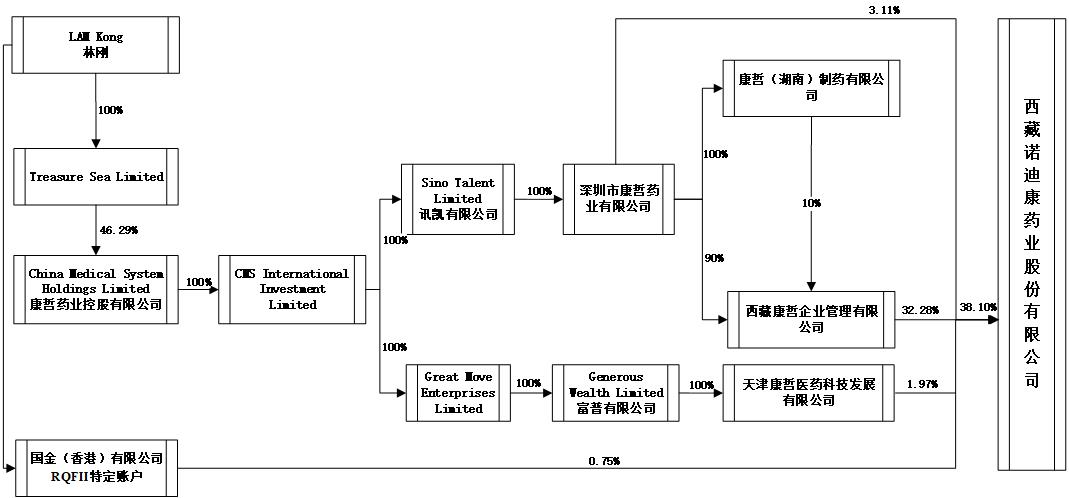 3.11%
LAM Kong
林刚
100%
Treasure Sea Limited
46.29%
China Medical System
Holdings Limited
康哲药业控股有限公司
100%
CMS International
Investment
Limited
100%
Sino Talent
Limited
讯凯有限公司
100%
深圳市康哲药
业有限公司
100%
康哲（湖南）制药有限公
司
10%
90%
西藏康哲企业管理有限
公司
32.28%
38.10%
100%
Great Move
Enterprises
Limited
100%
Generous
Wealth Limited
富普有限公司
100%
天津康哲医药科技发展
有限公司
1.97%
国金（香港）有限公司
RQFII特定账户
0.75%
西藏诺迪康药业股份有限公司